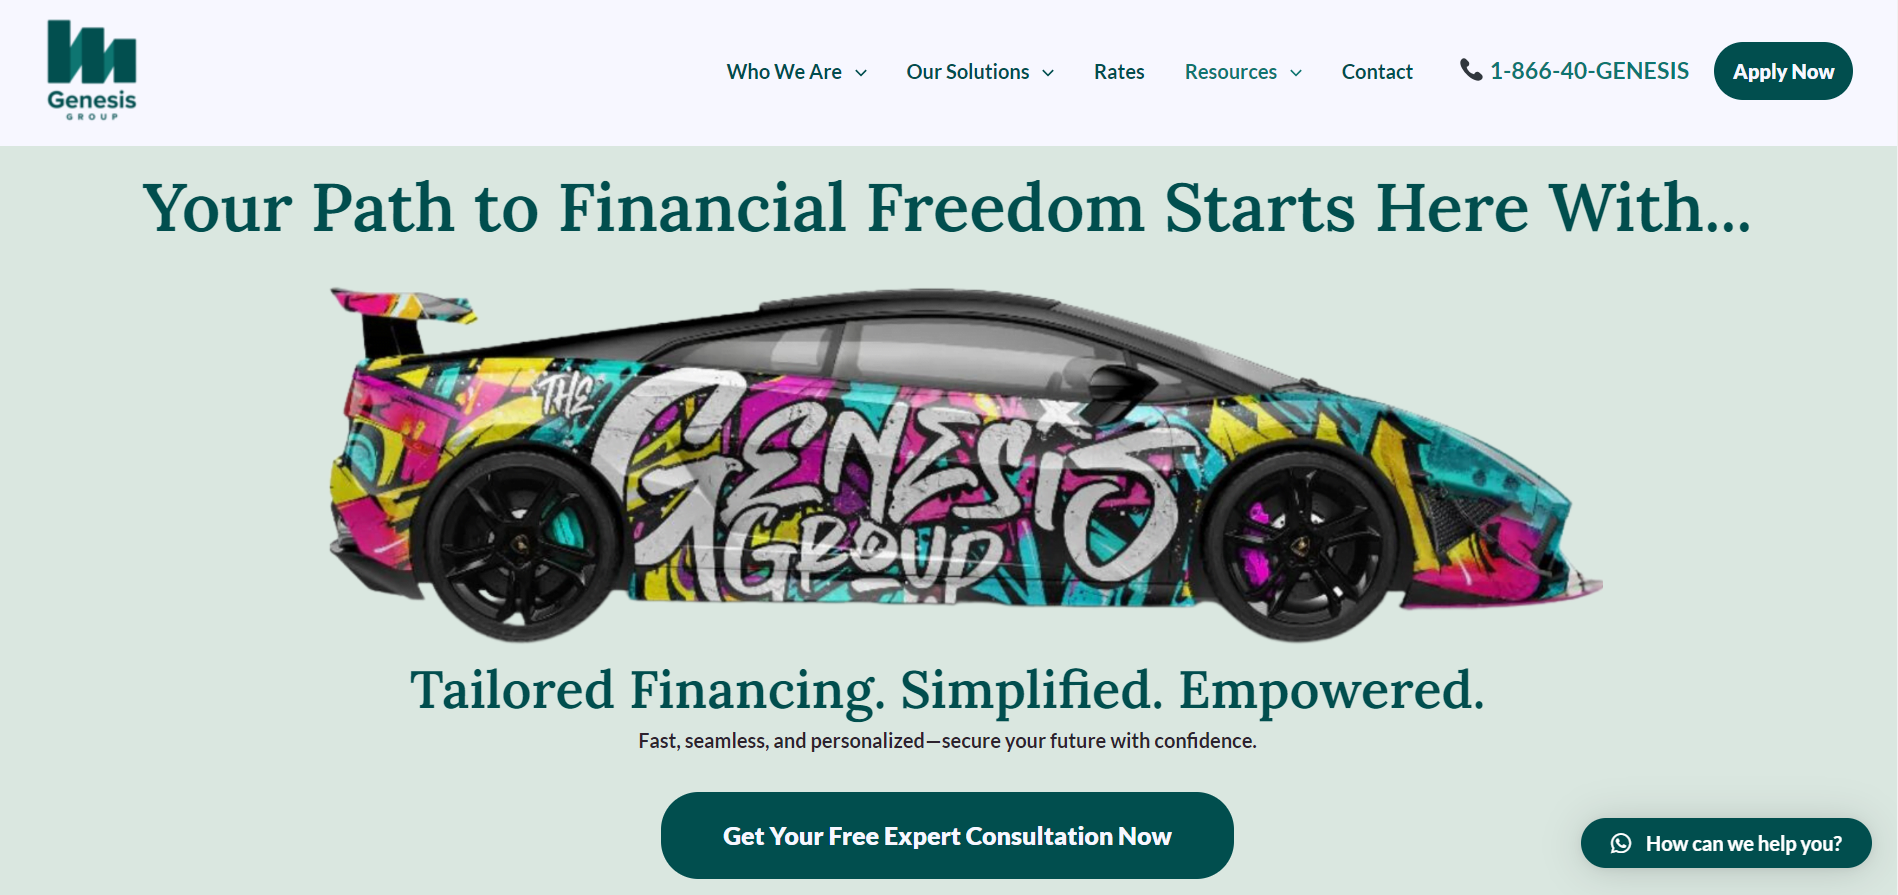 Genesis
GROUP
Who We Are
Our Solutions
Rates
Resources
Contact
1-866-40-GENESIS
Apply Now
Your Path to Financial Freedom Starts Here With...
THE
GENESIS
GROUP
Tailored Financing. Simplified. Empowered.
Fast, seamless, and personalized—secure your future with confidence.
Get Your Free Expert Consultation Now
How can we help you?